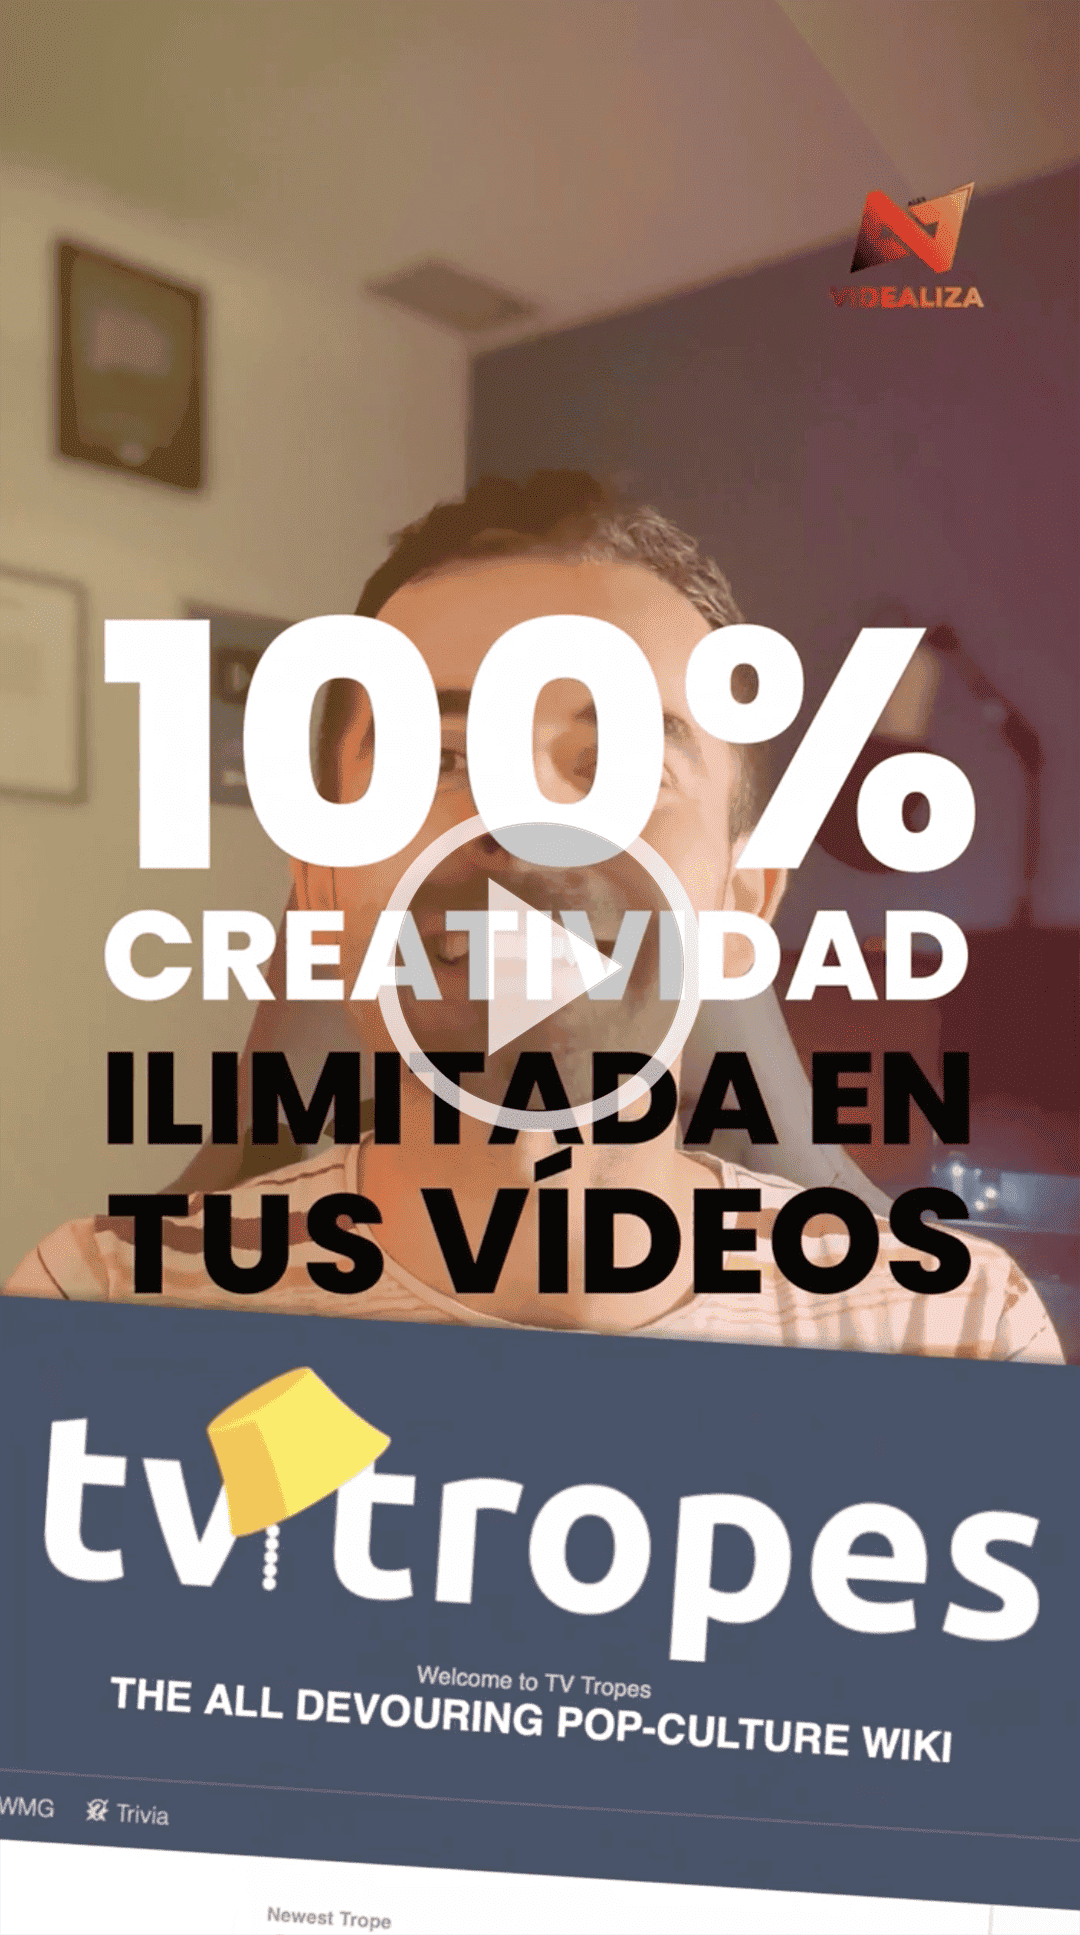 VIDEALIZA
100%
CREATIVIDAD
ILIMITADA EN
TUS VÍDEOS
tv tropes
Welcome to TV Tropes
THE ALL DEVOURING POP-CULTURE WIKI
WMG Trivia
Newest Trope